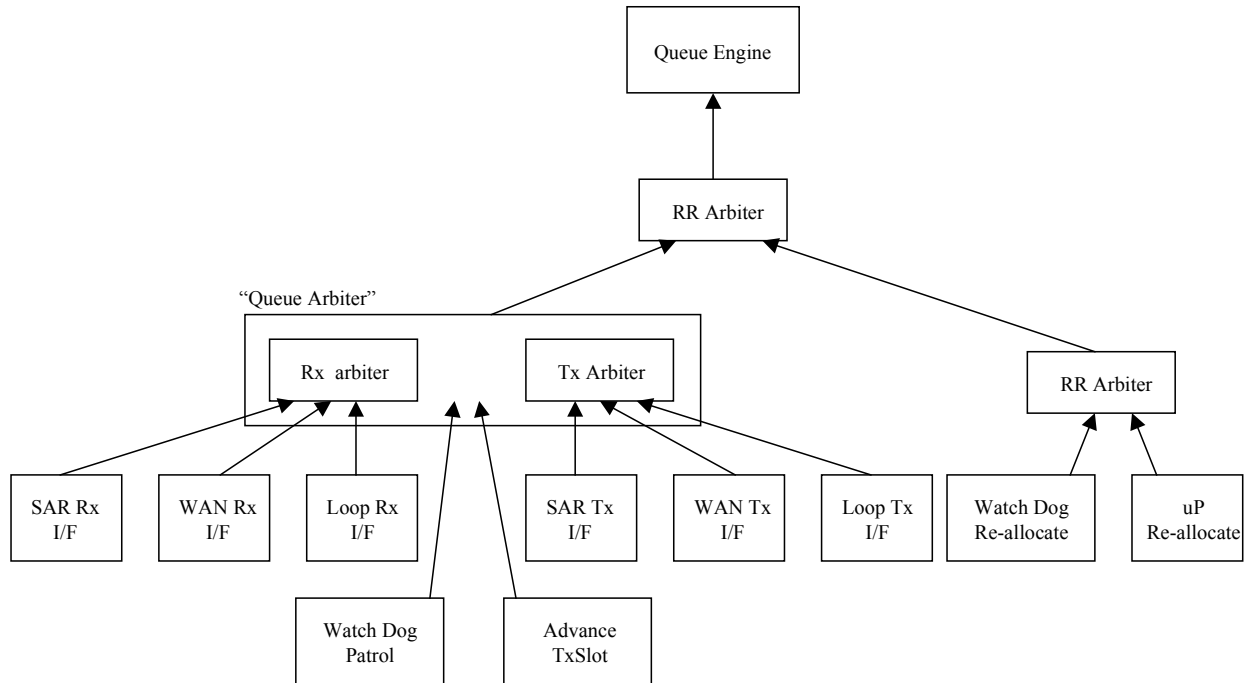 Queue Engine
RR Arbiter
“Queue Arbiter”
Rx arbiter
Tx Arbiter
RR Arbiter
SAR Rx
I/F
WAN Rx
I/F
Loop Rx
I/F
SAR Tx
I/F
WAN Tx
I/F
Loop Tx
I/F
Watch Dog
Re-allocate
uP
Re-allocate
Watch Dog
Patrol
Advance
TxSlot